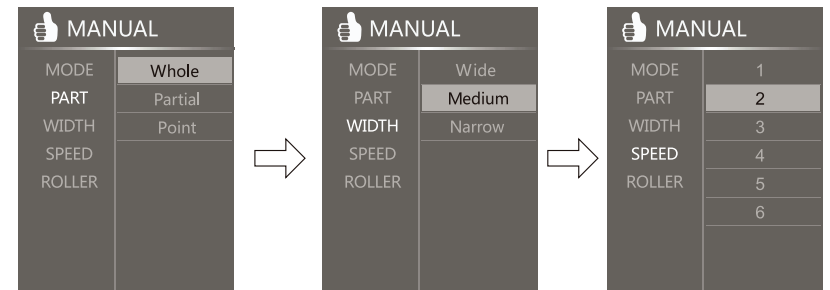 MANUAL
MODE
PART
WIDTH
SPEED
ROLLER
Whole
Partial
Point
MANUAL
MODE
PART
WIDTH
SPEED
ROLLER
Wide
Medium
Narrow
MANUAL
MODE
PART
WIDTH
SPEED
ROLLER
1
2
3
4
5
6